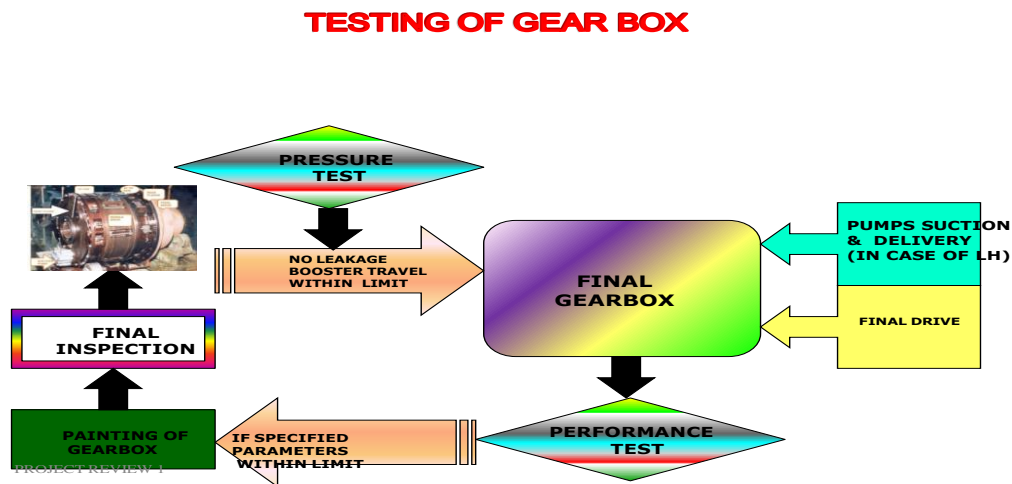 TESTING OF GEAR BOX
PRESSURE
TEST
NO LEAKAGE
BOOSTER TRAVEL
WITHIN LIMIT
FINAL
GEARBOX
PUMPS SUCTION
& DELIVERY
(IN CASE OF LH)
FINAL DRIVE
FINAL
INSPECTION
PAINTING OF
GEARBOX
IF SPECIFIED
PARAMETERS
WITHIN LIMIT
PERFORMANCE
TEST
PROJECT REVIEW 1